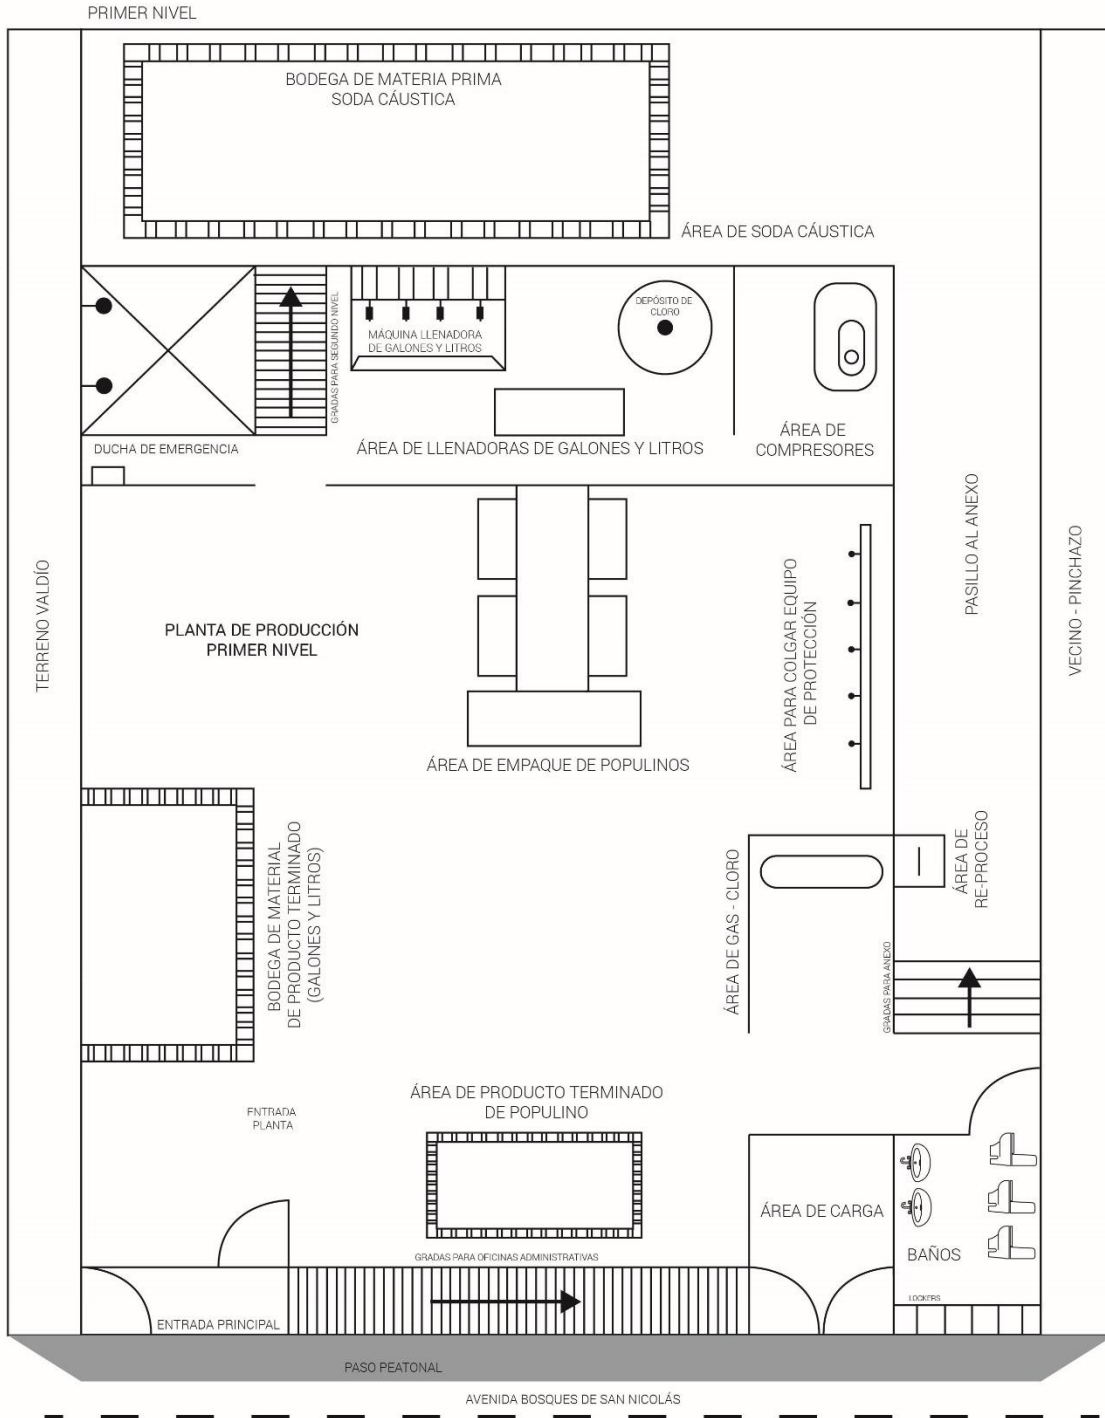 PRIMER NIVEL
BODEGA DE MATERIA PRIMA
SODA CÁUSTICA
ÁREA DE SODA CÁUSTICA
GRADAS PARA SEGUNDO NIVEL
MÁQUINA LLENADORA
DE GALONES Y LITROS
DEPÓSITO DE
CLORO
DUCHA DE EMERGENCIA
ÁREA DE LLENADORAS DE GALONES Y LITROS
ÁREA DE
COMPRESORES
TERRENO VALDÍO
PLANTA DE PRODUCCIÓN
PRIMER NIVEL
ÁREA PARA COLGAR EQUIPO
DE PROTECCIÓN
PASILLO AL ANEXO
VECINO - PINCHAZO
ÁREA DE EMPAQUE DE POPULINOS
BODEGA DE MATERIAL
DE PRODUCTO TERMINADO
(GALONES Y LITROS)
ÁREA DE GAS - CLORO
ÁREA DE
RE-PROCESO
GRADAS PARA ANEXO
ÁREA DE PRODUCTO TERMINADO
DE POPULINO
ENTRADA
PLANTA
ÁREA DE CARGA
BAÑOS
GRADAS PARA OFICINAS ADMINISTRATIVAS
LOCKERS
ENTRADA PRINCIPAL
PASO PEATONAL
AVENIDA BOSQUES DE SAN NICOLÁS